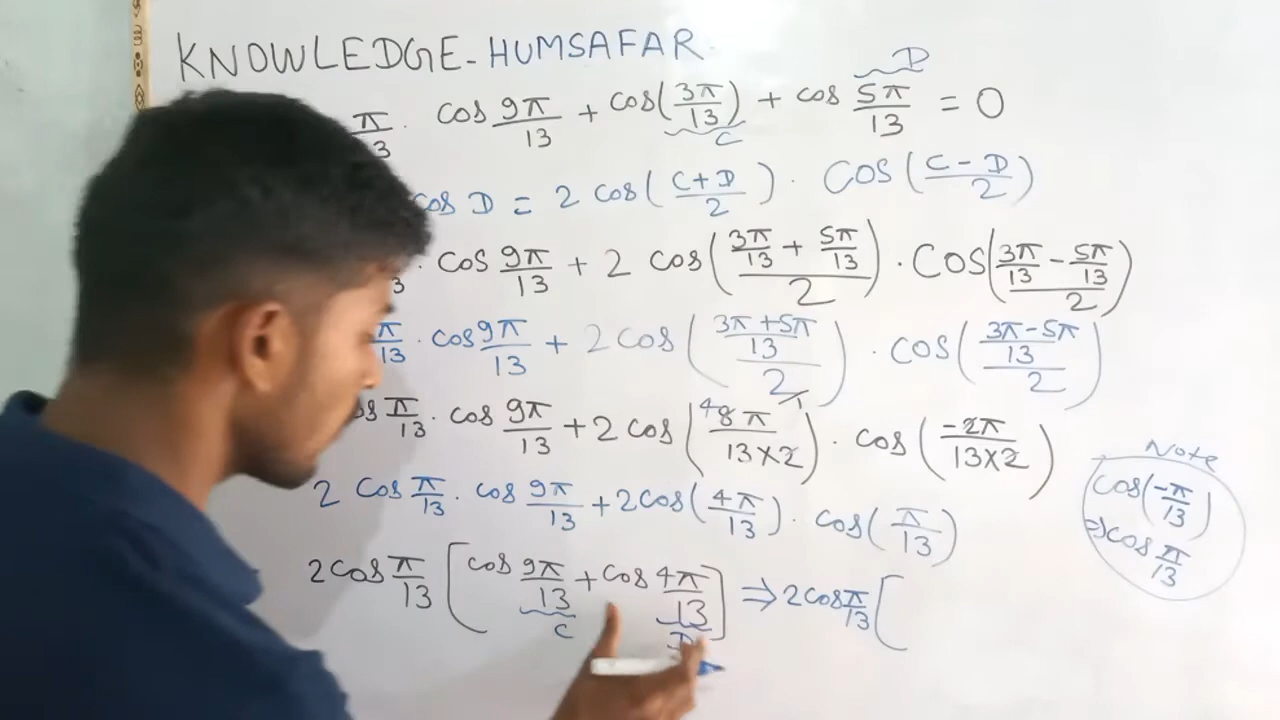 KNOWLEDGE-HUMSAFAR
π/13 . cos 9π/13 + cos(3π/13) + cos 5π/13 = 0
C
D
cos D = 2 cos(C+D/2) . cos(C-D/2)
. cos 9π/13 + 2 cos((3π/13 + 5π/13)/2) . cos((3π/13 - 5π/13)/2)
π/13 . cos 9π/13 + 2 cos((3π+5π/13)/2) . cos((3π-5π/13)/2)
cos π/13 . cos 9π/13 + 2 cos(4 8π/13×2) . cos(-2π/13×2)
Note
cos(-π/13)
⇒ cos π/13
2 cos π/13 . cos 9π/13 + 2cos(4π/13) . cos(π/13)
2cos π/13 [cos 9π/13 + cos 4π/13] ⇒ 2cos π/13 [
C
D